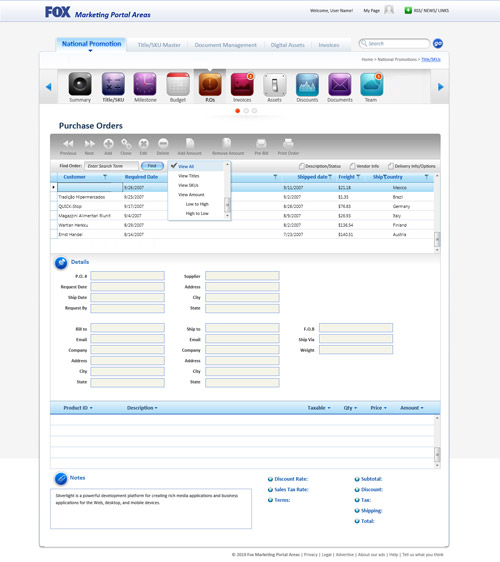 FOX Marketing Portal Areas
Welcome, User Name! My Page RED/ NEWS/ LINKS
National Promotion Title/SKU Master Document Management Digital Assets Invoices Search GO
Home > National Promotions > Title/SKUs
Summary Title/SKU Milestone Budget P.Os Invoices Assets Discounts Documents Team
Purchase Orders
Previous Next Add Clone Edit Delete Add Amount Remove Amount Pre Bill Print Order
Find Order: Enter Search Term Find View All Description/Status Vendor Info Delivery Info/Options
View Titles
View SKUs
View Amount
Low to High
High to Low
Customer Required Date Shipped date Freight Ship Country
9/26/2007 9/11/2007 $21.18 Mexico
Tradição Hipermercados 9/7/2007 9/2/2007 $1.35 Brazil
QUICK-Stop 9/17/2007 8/26/2007 $76.83 Germany
Magazzini Alimentari Riuniti 9/4/2007 8/9/2007 $26.93 Italy
Wartian Herkku 8/29/2007 8/2/2007 $136.54 Finland
Ernst Handel 8/14/2007 7/23/2007 $140.51 Austria
Details
P.O. # Supplier
Request Date Address
Ship Date City
Request By State
Bill to Ship to F.O.B
Email Email Ship Via
Company Company Weight
Address Address
City City
State State
Product ID Description Taxable Qty Price Amount
Notes
Silverlight is a powerful development platform for creating rich media applications and business
applications for the Web, desktop, and mobile devices.
Discount Rate: Subtotal:
Sales Tax Rate: Discount:
Terms: Tax:
Shipping:
Total:
© 2010 Fox Marketing Portal Areas | Privacy | Legal | Advertise | About our ads | Help | Tell us what you think